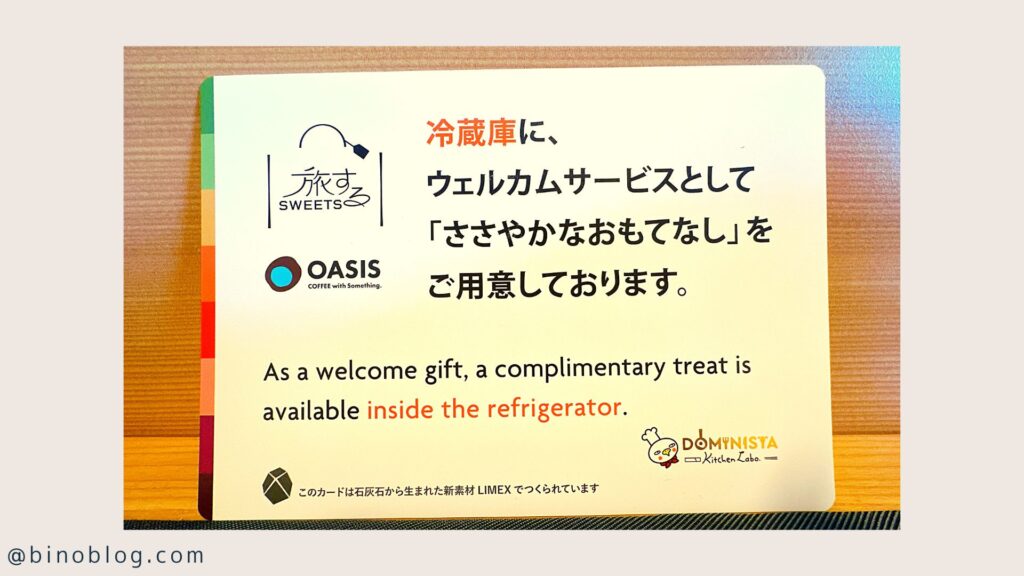 旅する
SWEETS
OASIS
COFFEE with Something.
冷蔵庫に、
ウェルカムサービスとして
「ささやかなおもてなし」を
ご用意しております。
As a welcome gift, a complimentary treat is
available inside the refrigerator.
DOMINISTA
Kitchen Labo.
このカードは石灰石から生まれた新素材 LIMEX でつくられています
@binoblog.com